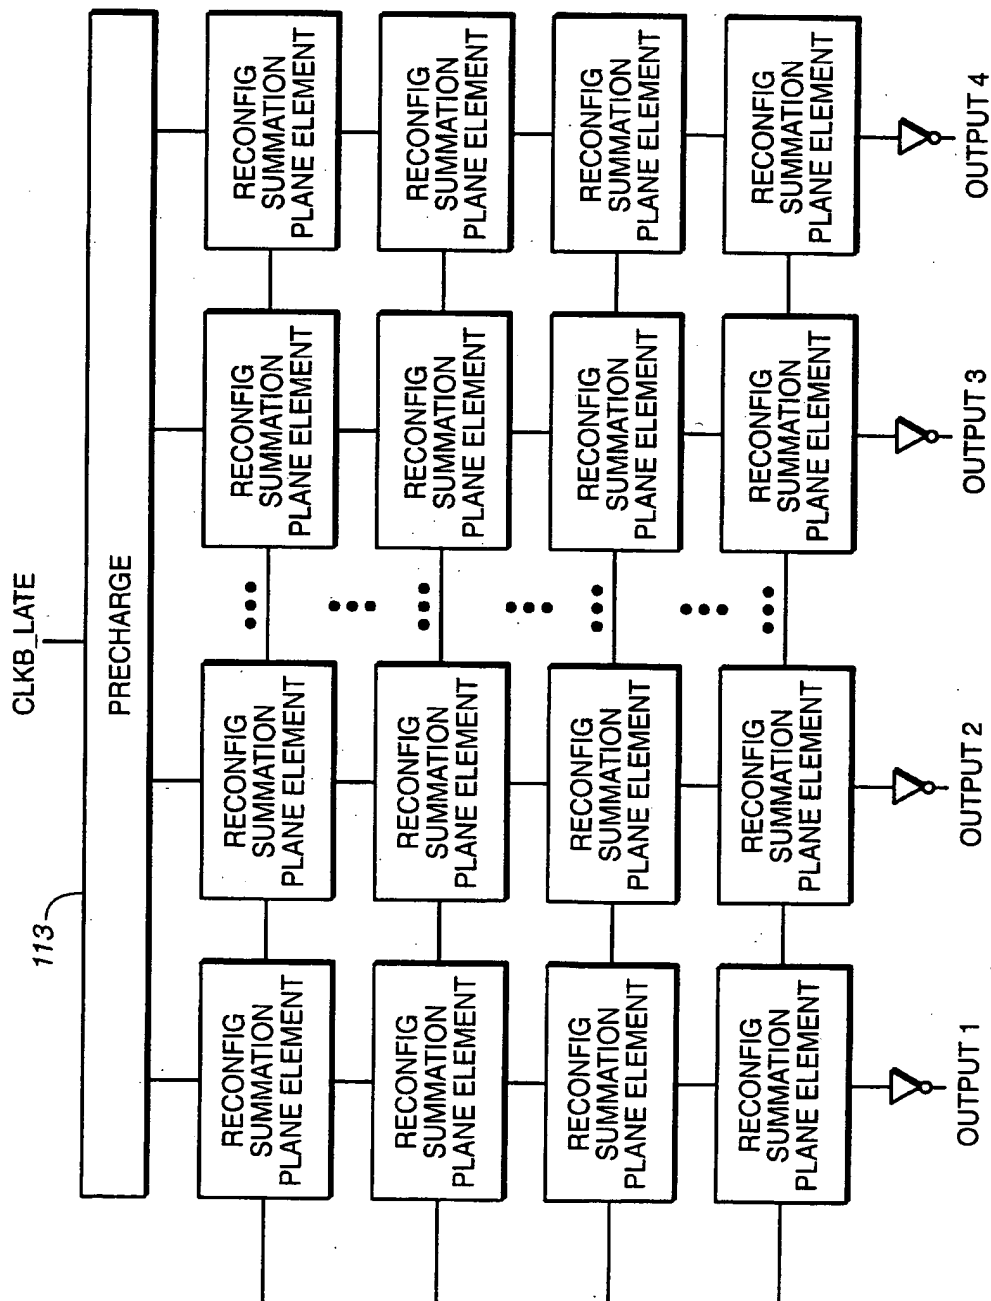 CLKB_LATE
113
PRECHARGE
RECONFIG
SUMMATION
PLANE ELEMENT
RECONFIG
SUMMATION
PLANE ELEMENT
RECONFIG
SUMMATION
PLANE ELEMENT
RECONFIG
SUMMATION
PLANE ELEMENT
RECONFIG
SUMMATION
PLANE ELEMENT
RECONFIG
SUMMATION
PLANE ELEMENT
RECONFIG
SUMMATION
PLANE ELEMENT
RECONFIG
SUMMATION
PLANE ELEMENT
RECONFIG
SUMMATION
PLANE ELEMENT
RECONFIG
SUMMATION
PLANE ELEMENT
RECONFIG
SUMMATION
PLANE ELEMENT
RECONFIG
SUMMATION
PLANE ELEMENT
RECONFIG
SUMMATION
PLANE ELEMENT
RECONFIG
SUMMATION
PLANE ELEMENT
RECONFIG
SUMMATION
PLANE ELEMENT
RECONFIG
SUMMATION
PLANE ELEMENT
OUTPUT 1
OUTPUT 2
OUTPUT 3
OUTPUT 4